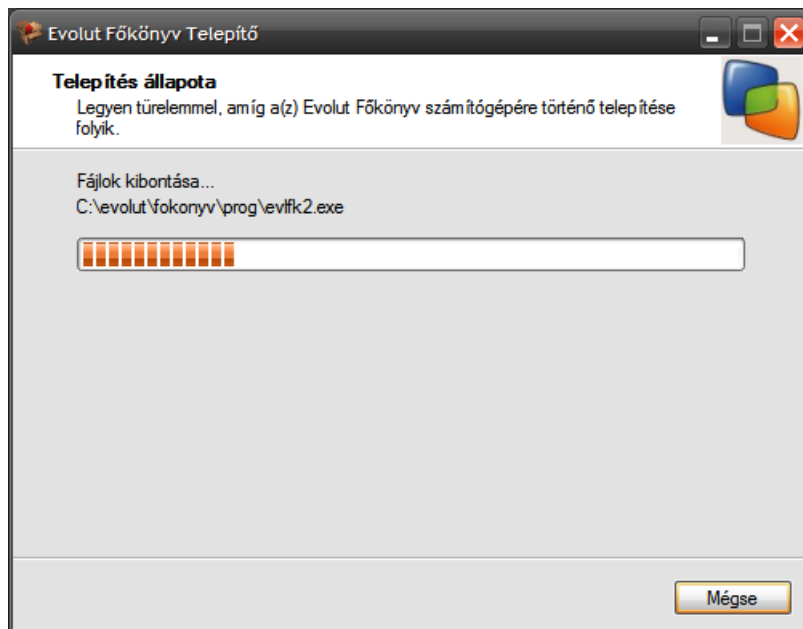 Evolut Főkönyv Telepítő
Telepítés állapota
Legyen türelemmel, amíg a(z) Evolut Főkönyv számítógépére történő telepítése
folyik.
Fájlok kibontása...
C:\evolut\fokonyv\prog\evlfk2.exe
Mégse